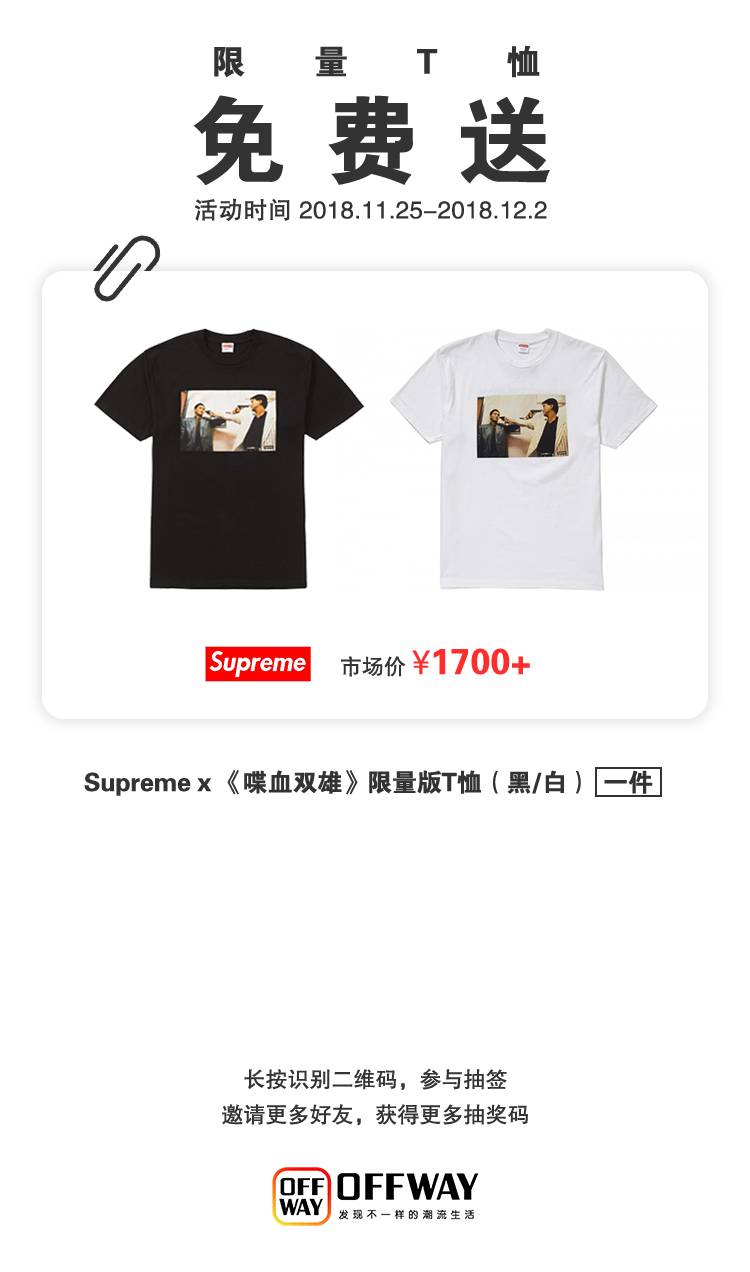 限量T恤
免费送
活动时间 2018.11.25-2018.12.2
Supreme 市场价 ¥1700+
Supreme x《喋血双雄》限量版T恤(黑/白) 一件
长按识别二维码，参与抽签
邀请更多好友，获得更多抽奖码
OFF WAY OFFWAY
发现不一样的潮流生活